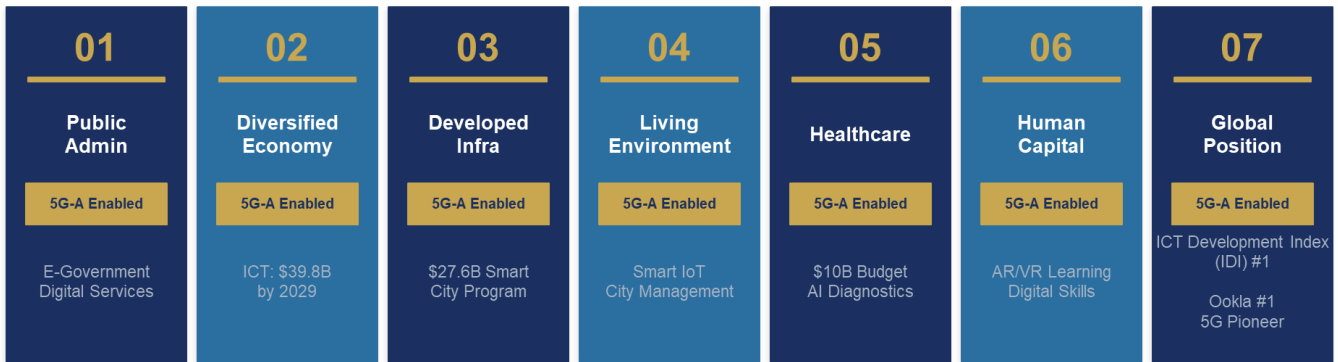 01
Public
Admin
5G-A Enabled
E-Government
Digital Services
02
Diversified
Economy
5G-A Enabled
ICT: $39.8B
by 2029
03
Developed
Infra
5G-A Enabled
$27.6B Smart
City Program
04
Living
Environment
5G-A Enabled
Smart IoT
City Management
05
Healthcare
5G-A Enabled
$10B Budget
AI Diagnostics
06
Human
Capital
5G-A Enabled
AR/VR Learning
Digital Skills
07
Global
Position
5G-A Enabled
ICT Development Index
(IDI) #1
Ookla #1
5G Pioneer